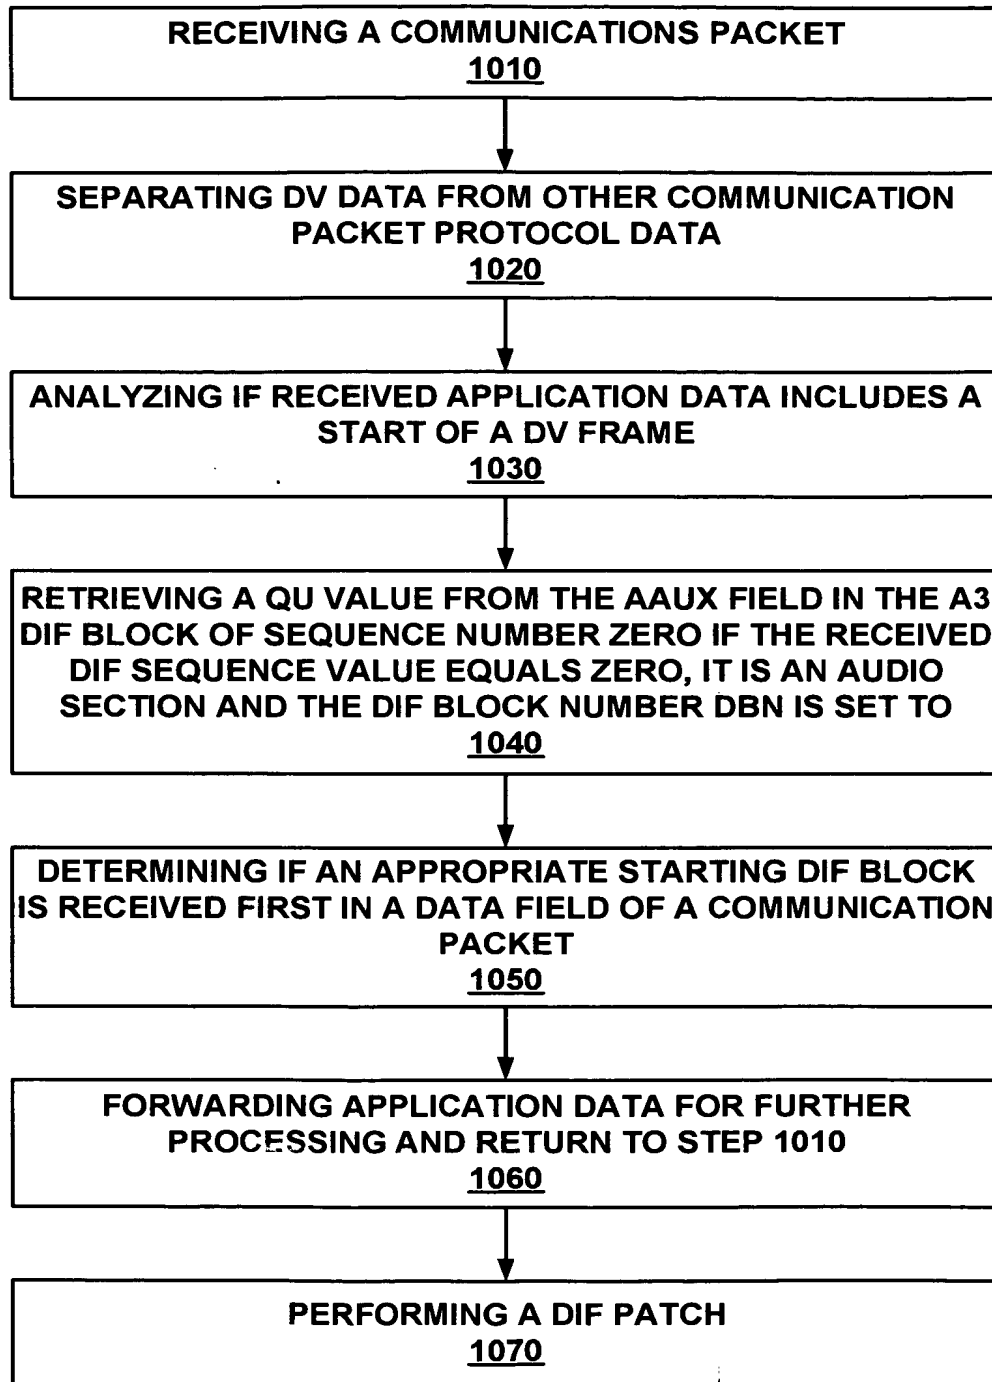 RECEIVING A COMMUNICATIONS PACKET
1010
SEPARATING DV DATA FROM OTHER COMMUNICATION
PACKET PROTOCOL DATA
1020
ANALYZING IF RECEIVED APPLICATION DATA INCLUDES A
START OF A DV FRAME
1030
RETRIEVING A QU VALUE FROM THE AAUX FIELD IN THE A3
DIF BLOCK OF SEQUENCE NUMBER ZERO IF THE RECEIVED
DIF SEQUENCE VALUE EQUALS ZERO, IT IS AN AUDIO
SECTION AND THE DIF BLOCK NUMBER DBN IS SET TO
1040
DETERMINING IF AN APPROPRIATE STARTING DIF BLOCK
IS RECEIVED FIRST IN A DATA FIELD OF A COMMUNICATION
PACKET
1050
FORWARDING APPLICATION DATA FOR FURTHER
PROCESSING AND RETURN TO STEP 1010
1060
PERFORMING A DIF PATCH
1070